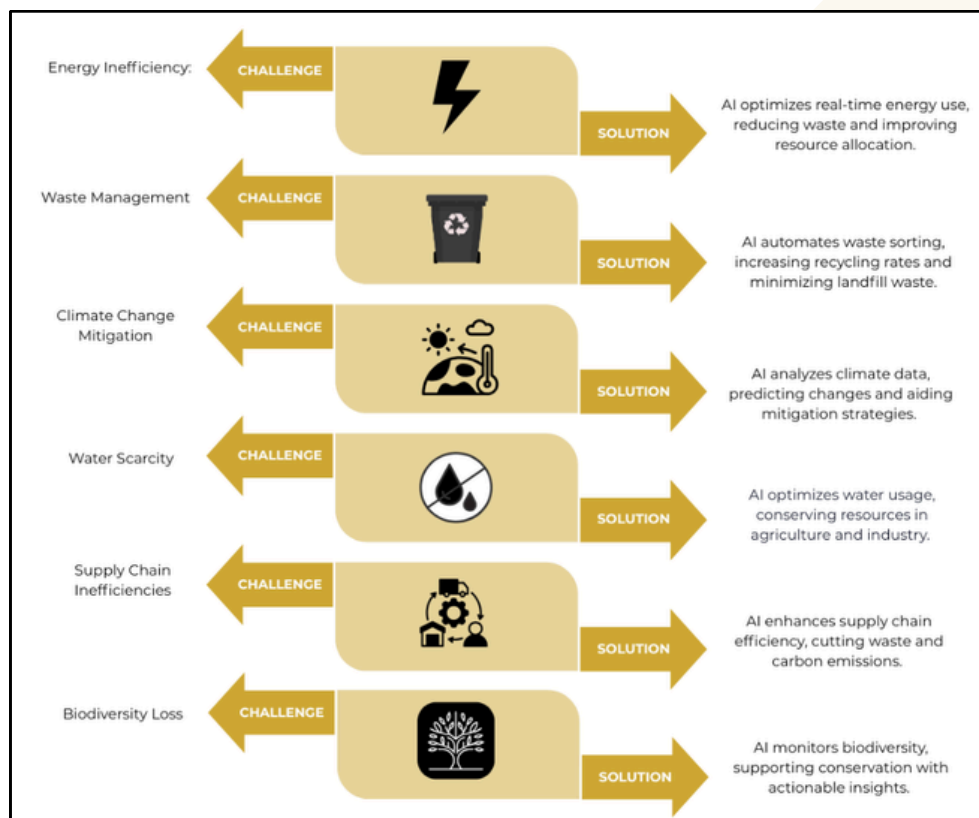 Energy Inefficiency:
CHALLENGE
SOLUTION
AI optimizes real-time energy use,
reducing waste and improving
resource allocation.
Waste Management
CHALLENGE
SOLUTION
AI automates waste sorting,
increasing recycling rates and
minimizing landfill waste.
Climate Change
Mitigation
CHALLENGE
SOLUTION
AI analyzes climate data,
predicting changes and aiding
mitigation strategies.
Water Scarcity
CHALLENGE
SOLUTION
AI optimizes water usage,
conserving resources in
agriculture and industry.
Supply Chain
Inefficiencies
CHALLENGE
SOLUTION
AI enhances supply chain
efficiency, cutting waste and
carbon emissions.
Biodiversity Loss
CHALLENGE
SOLUTION
AI monitors biodiversity,
supporting conservation with
actionable insights.